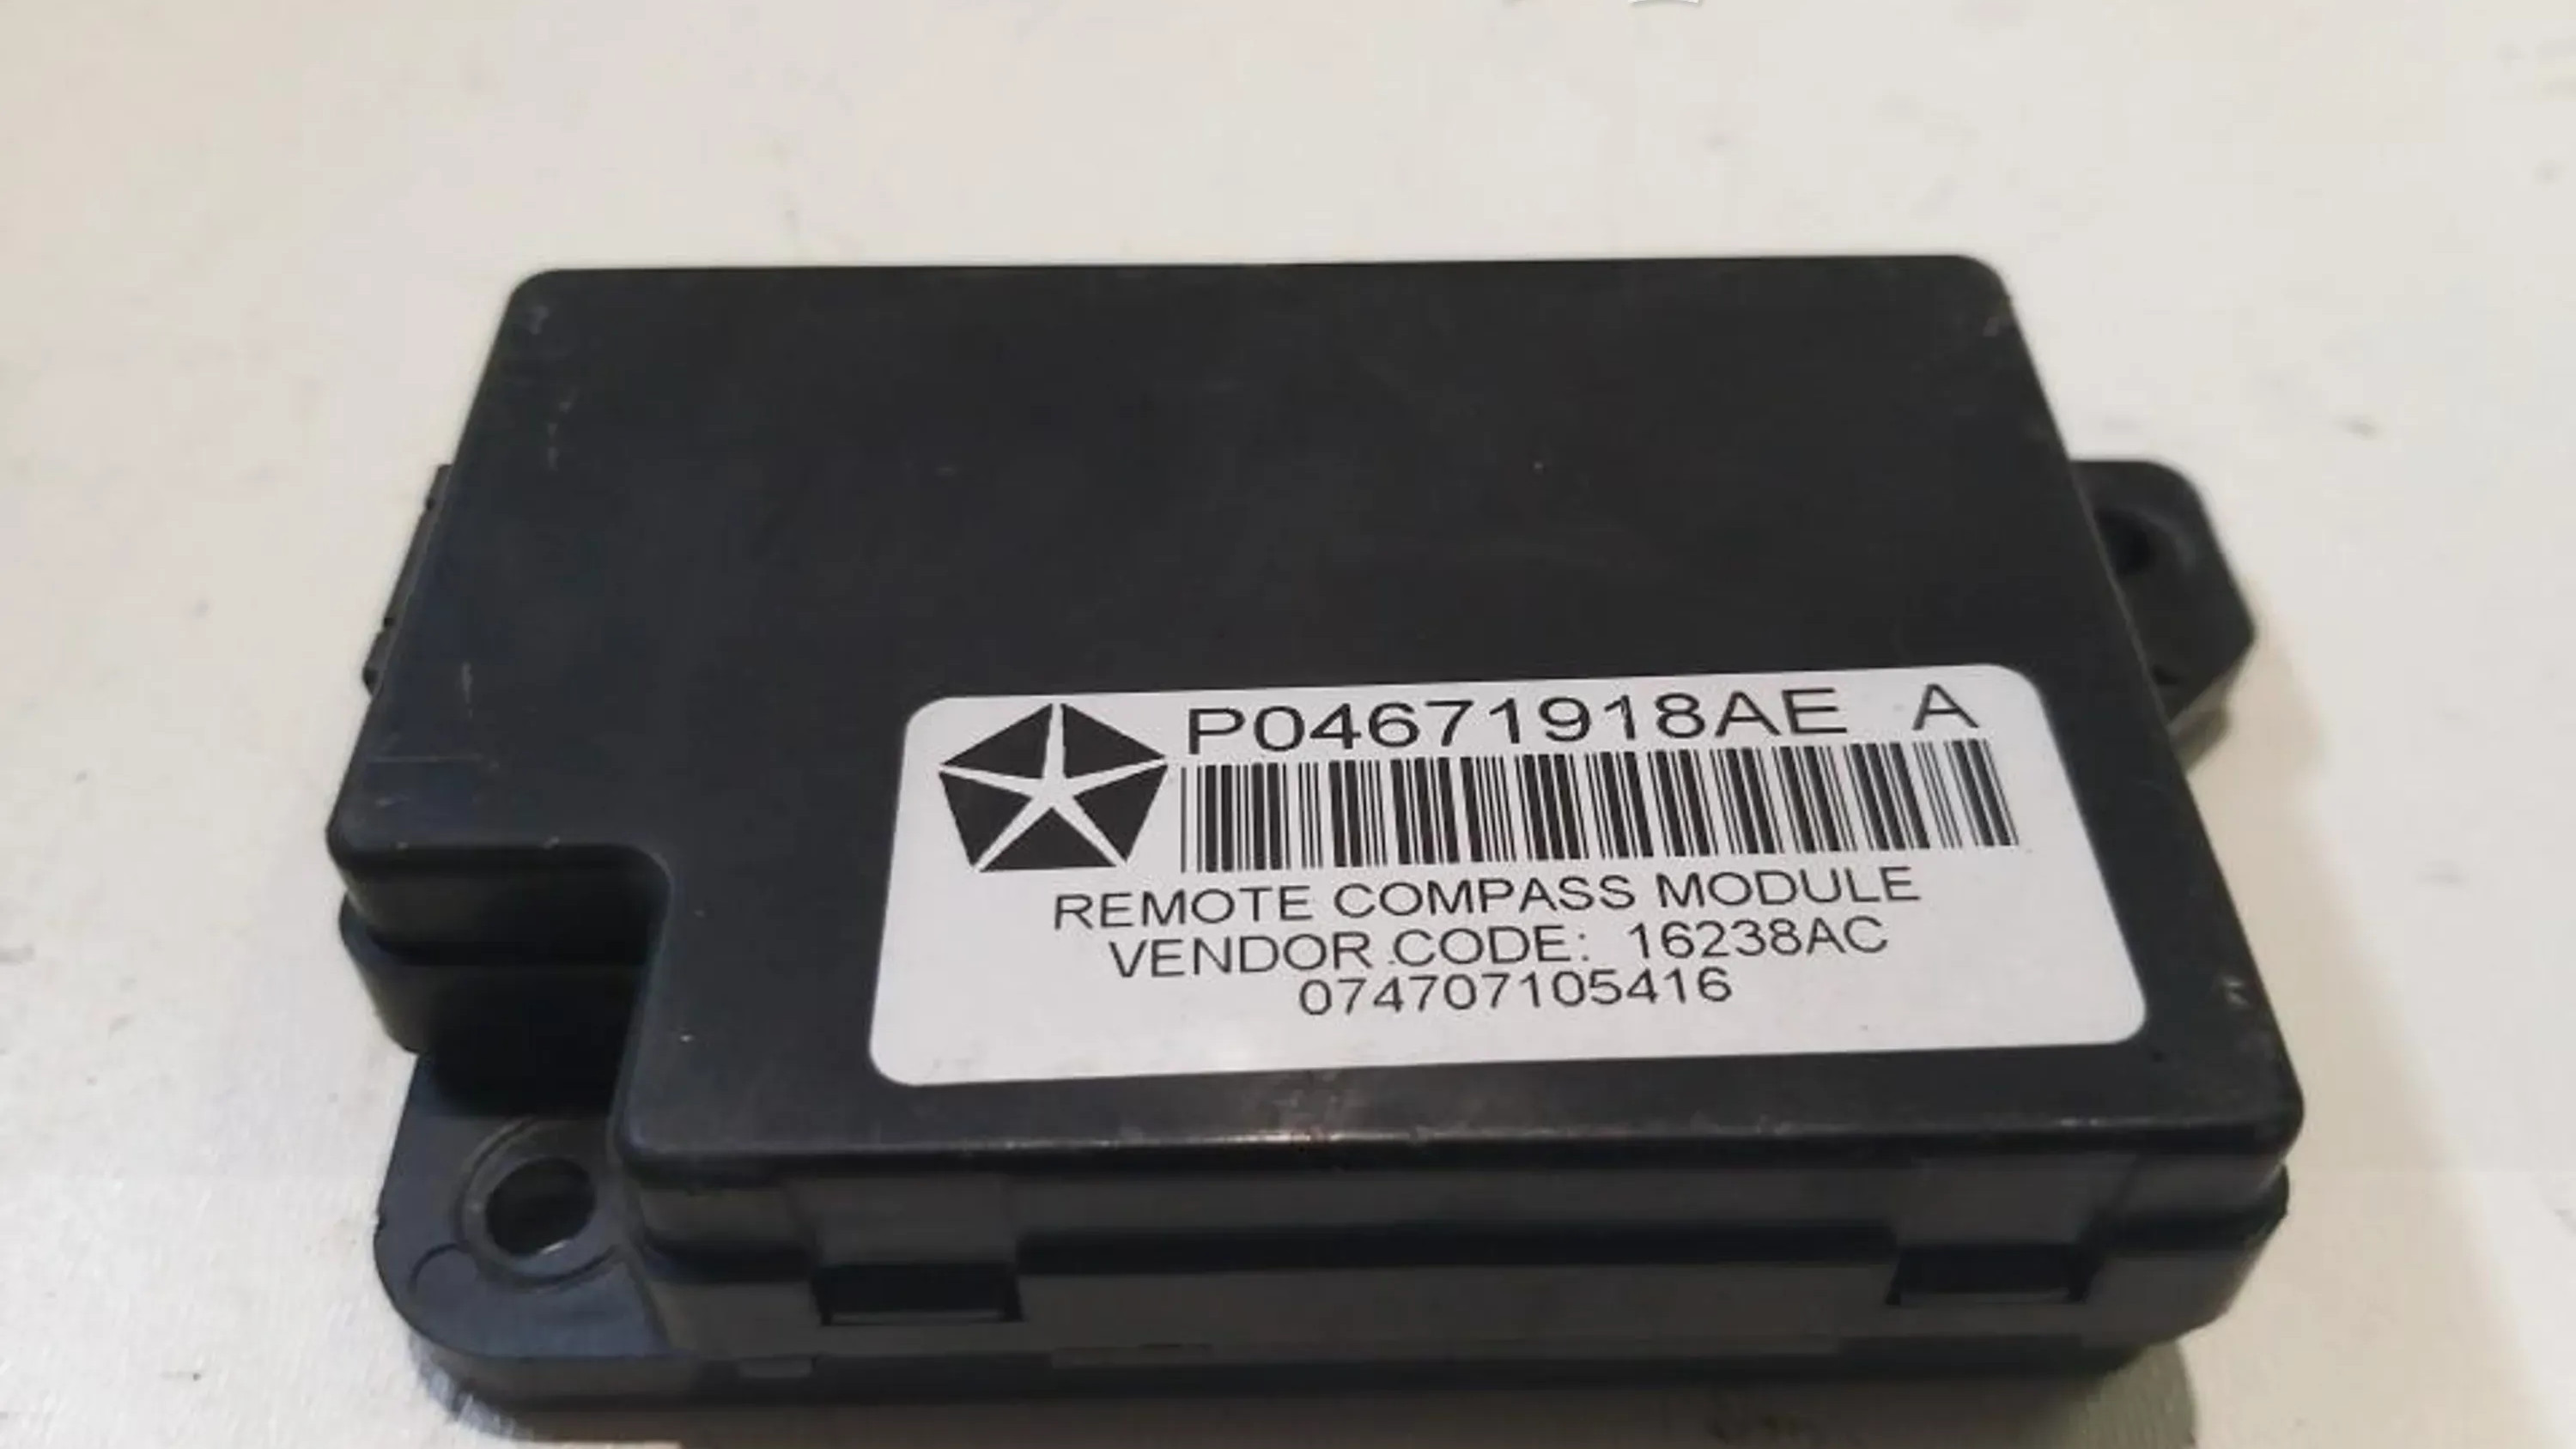 P04671918AE A
REMOTE COMPASS MODULE
VENDOR CODE: 16238AC
074707105416